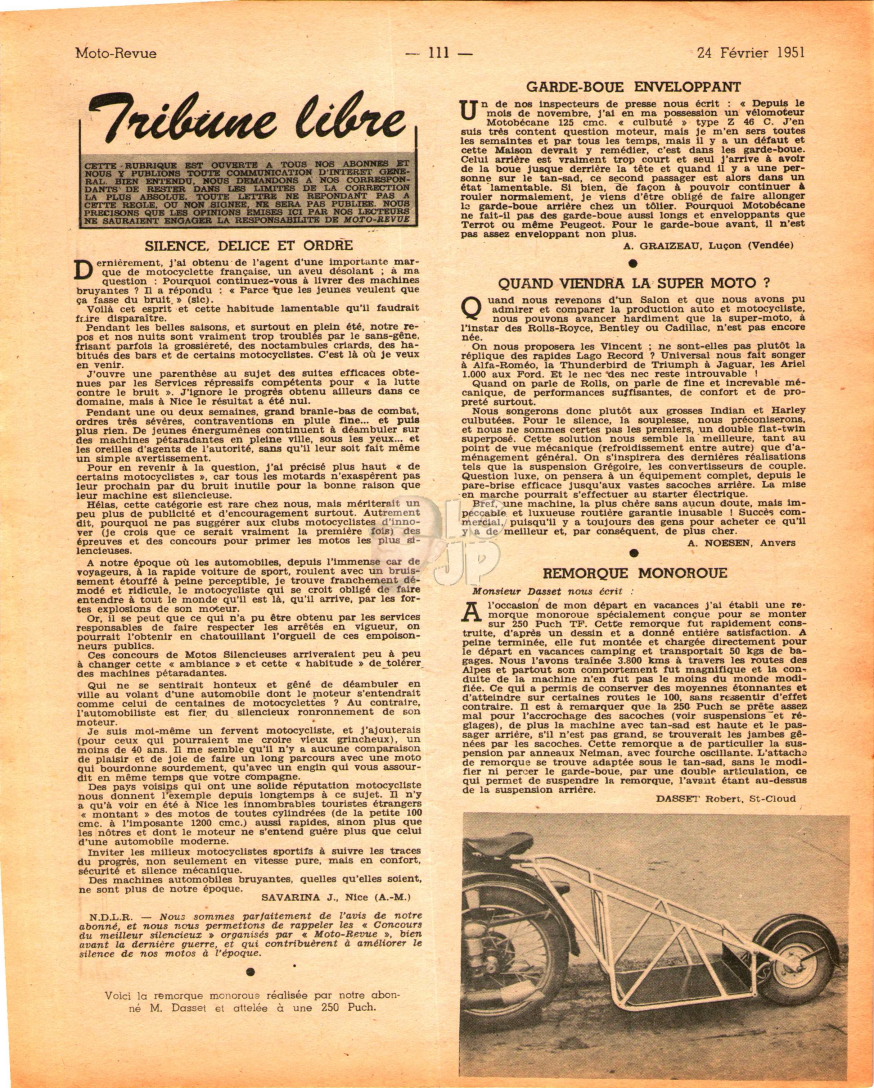 Moto-Revue
— 111 —
24 Février 1951
Tribune libre
CETTE RUBRIQUE EST OUVERTE A TOUS NOS ABONNES ET
NOUS Y PUBLIONS TOUTE COMMUNICATION D'INTERET GENE-
RAL. BIEN ENTENDU, NOUS DEMANDONS A NOS CORRESPON-
DANTS DE RESTER DANS LES LIMITES DE LA CORRECTION
LA PLUS ABSOLUE. TOUTE LETTRE NE REPONDANT PAS A
CETTE REGLE, OU NON SIGNEE, NE SERA PAS PUBLIEE. NOUS
PRECISONS QUE LES OPINIONS EMISES ICI PAR NOS LECTEURS
NE SAURAIENT ENGAGER LA RESPONSABILITE DE MOTO-REVUE
SILENCE, DELICE ET ORDRE
Dernièrement, j'ai obtenu de l'agent d'une importante mar-
que de motocyclette française, un aveu désolant ; à ma
question : Pourquoi continuez-vous à livrer des machines
bruyantes ? Il a répondu : « Parce que les jeunes veulent que
ça fasse du bruit » (sic).
Voilà cet esprit et cette habitude lamentable qu'il faudrait
faire disparaître.
Pendant les belles saisons, et surtout en plein été, notre re-
pos et nos nuits sont vraiment trop troublés par le sans-gêne,
frisant parfois la grossièreté, des noctambules criards, des ha-
bitués des bars et de certains motocyclistes. C'est là où je veux
en venir.
J'ouvre une parenthèse au sujet des suites efficaces obte-
nues par les Services répressifs compétents pour « la lutte
contre le bruit ». J'ignore le progrès obtenu ailleurs dans ce
domaine, mais à Nice le résultat a été nul.
Pendant une ou deux semaines, grand branle-bas de combat,
ordres très sévères, contraventions en pluie fine... et puis
plus rien. De jeunes énergumènes continuent à déambuler sur
des machines pétaradantes en pleine ville, sous les yeux... et
les oreilles d'agents de l'autorité, sans qu'il leur soit fait même
un simple avertissement.
Pour en revenir à la question, j'ai précisé plus haut « de
certains motocyclistes », car tous les motards n'exaspèrent pas
leur prochain par du bruit inutile pour la bonne raison que
leur machine est silencieuse.
Hélas, cette catégorie est rare chez nous, mais mériterait un
peu plus de publicité et d'encouragement surtout. Autrement
dit, pourquoi ne pas suggérer aux clubs motocyclistes d'inno-
ver (je crois que ce serait vraiment la première fois) des
épreuves et des concours pour primer les motos les plus si-
lencieuses.
A notre époque où les automobiles, depuis l'immense car de
voyageurs, à la rapide voiture de sport, roulent avec un bruis-
sement étouffé à peine perceptible, je trouve franchement dé-
modé et ridicule, le motocycliste qui se croit obligé de faire
entendre à tout le monde qu'il est là, qu'il arrive, par les for-
tes explosions de son moteur.
Or, il se peut que ce qui n'a pu être obtenu par les services
responsables de faire respecter les arrêtés en vigueur, on
pourrait l'obtenir en chatouillant l'orgueil de ces empoison-
neurs publics.
Ces concours de Motos Silencieuses arriveraient peu à peu
à changer cette « ambiance » et cette « habitude » de tolérer
des machines pétaradantes.
Qui ne se sentirait honteux et gêné de déambuler en
ville au volant d'une automobile dont le moteur s'entendrait
comme celui de centaines de motocyclettes ? Au contraire,
l'automobiliste est fier du silencieux ronronnement de son
moteur.
Je suis moi-même un fervent motocycliste, et j'ajouterais
(pour ceux qui pourraient me croire vieux grincheux), un
moins de 40 ans. Il me semble qu'il n'y a aucune comparaison
de plaisir et de joie de faire un long parcours avec une moto
qui bourdonne sourdement, qu'avec un engin qui vous assour-
dit en même temps que votre compagne.
Des pays voisins qui ont une solide réputation motocycliste
nous donnent l'exemple depuis longtemps à ce sujet. Il n'y
a qu'à voir en été à Nice les innombrables touristes étrangers
« montant » des motos de toutes cylindrées (de la petite 100
cmc. à l'imposante 1200 cmc.) aussi rapides, sinon plus que
les nôtres et dont le moteur ne s'entend guère plus que celui
d'une automobile moderne.
Inviter les milieux motocyclistes sportifs à suivre les traces
du progrès, non seulement en vitesse pure, mais en confort,
sécurité et silence mécanique.
Des machines automobiles bruyantes, quelles qu'elles soient,
ne sont plus de notre époque.
SAVARINA J., Nice (A.-M.)
N.D.L.R. — Nous sommes parfaitement de l'avis de notre
abonné, et nous nous permettons de rappeler les « Concours
du meilleur silencieux » organisés par « Moto-Revue », bien
avant la dernière guerre, et qui contribuèrent à améliorer le
silence de nos motos à l'époque.
Voici la remorque monoroue réalisée par notre abon-
né M. Dasset et attelée à une 250 Puch.
GARDE-BOUE ENVELOPPANT
Un de nos inspecteurs de presse nous écrit : « Depuis le
mois de novembre, j'ai en ma possession un vélomoteur
Motobécane 125 cmc. « culbuté » type Z 46 C. J'en
suis très content question moteur, mais je m'en sers toutes
les semaines et par tous les temps, mais il y a un défaut et
cette Maison devrait y remédier, c'est dans les garde-boue.
Celui arrière est vraiment trop court et seul j'arrive à avoir
de la boue jusque derrière la tête et quand il y a une per-
sonne sur le tan-sad, ce second passager est alors dans un
état lamentable. Si bien, de façon à pouvoir continuer à
rouler normalement, je viens d'être obligé de faire allonger
le garde-boue arrière chez un tôlier. Pourquoi Motobécane
ne fait-il pas des garde-boue aussi longs et enveloppants que
Terrot ou même Peugeot. Pour le garde-boue avant, il n'est
pas assez enveloppant non plus.
A. GRAIZEAU, Luçon (Vendée)
QUAND VIENDRA LA SUPER MOTO ?
Quand nous revenons d'un Salon et que nous avons pu
admirer et comparer la production auto et motocycliste,
nous pouvons avancer hardiment que la super-moto, à
l'instar des Rolls-Royce, Bentley ou Cadillac, n'est pas encore
née.
On nous proposera les Vincent ; ne sont-elles pas plutôt la
réplique des rapides Lago Record ? Universal nous fait songer
à Alfa-Roméo, la Thunderbird de Triumph à Jaguar, les Ariel
1.000 aux Ford. Et le nec des nec reste introuvable !
Quand on parle de Rolls, on parle de fine et increvable mé-
canique, de performances suffisantes, de confort et de pro-
preté surtout.
Nous songerons donc plutôt aux grosses Indian et Harley
culbutées. Pour le silence, la souplesse, nous préconiserons,
et nous ne sommes certes pas les premiers, un double flat-twin
superposé. Cette solution nous semble la meilleure, tant au
point de vue mécanique (refroidissement entre autre) que d'a-
ménagement général. On s'inspirera des dernières réalisations
tels que la suspension Grégoire, les convertisseurs de couple.
Question luxe, on pensera à un équipement complet, depuis le
pare-brise efficace jusqu'aux vastes sacoches arrière. La mise
en marche pourrait s'effectuer au starter électrique.
Bref, une machine, la plus chère sans aucun doute, mais im-
peccable et luxueuse routière garantie inusable ! Succès com-
mercial, puisqu'il y a toujours des gens pour acheter ce qu'il
y a de meilleur et, par conséquent, de plus cher.
A. NOESEN, Anvers
REMORQUE MONOROUE
Monsieur Dasset nous écrit :
A l'occasion de mon départ en vacances j'ai établi une re-
morque monoroue spécialement conçue pour se monter
sur 250 Puch TF. Cette remorque fut rapidement cons-
truite, d'après un dessin et a donné entière satisfaction. A
peine terminée, elle fut montée et chargée directement pour
le départ en vacances camping et transportait 50 kgs de ba-
gages. Nous l'avons traînée 3.800 kms à travers les routes des
Alpes et partout son comportement fut magnifique et la con-
duite de la machine n'en fut pas le moins du monde modi-
fiée. Ce qui a permis de conserver des moyennes étonnantes et
d'atteindre sur certaines routes le 100, sans ressentir d'effet
contraire. Il est à remarquer que la 250 Puch se prête assez
mal pour l'accrochage des sacoches (voir suspensions et ré-
glages), de plus la machine avec tan-sad est haute et le pas-
sager arrière, s'il n'est pas grand, se trouverait les jambes gê-
nées par les sacoches. Cette remorque a de particulier la sus-
pension par anneaux Neiman, avec fourche oscillante. L'attache
de remorque se trouve adaptée sous le tan-sad, sans le modi-
fier ni percer le garde-boue, par une double articulation, ce
qui permet de suspendre la remorque, l'avant étant au-dessus
de la suspension arrière.
DASSET Robert, St-Cloud